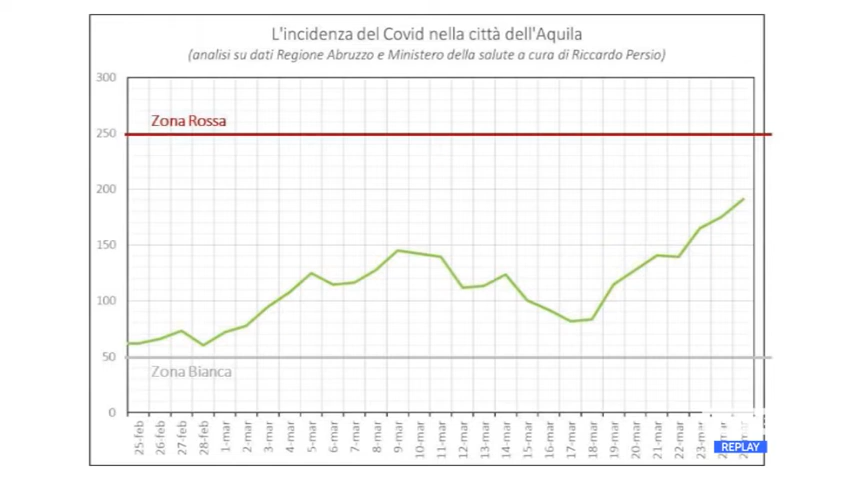 L'incidenza del Covid nella città dell'Aquila
(analisi su dati Regione Abruzzo e Ministero della salute a cura di Riccardo Persio)
300
Zona Rossa
250
200
150
100
50
Zona Bianca
0
25-feb
26-feb
27-feb
28-feb
1-mar
2-mar
3-mar
4-mar
5-mar
6-mar
7-mar
8-mar
9-mar
10-mar
11-mar
12-mar
13-mar
14-mar
15-mar
16-mar
17-mar
18-mar
19-mar
20-mar
21-mar
22-mar
23-mar
REPLAY